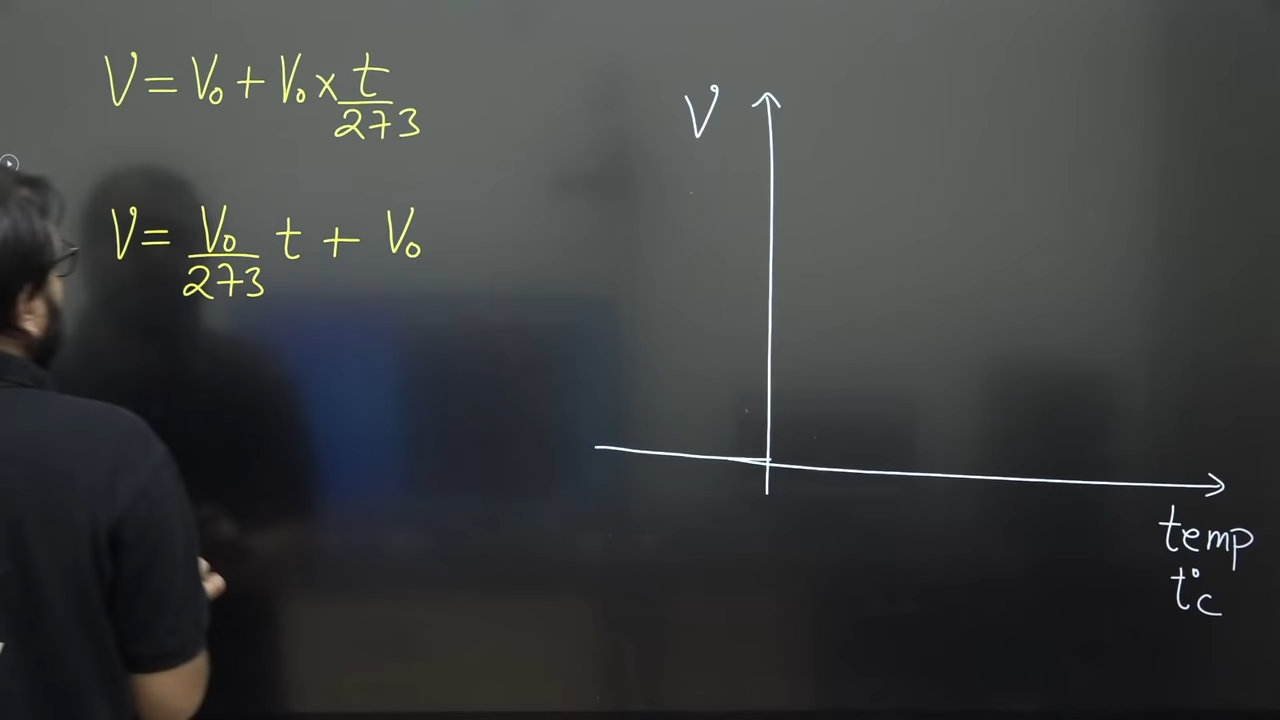 V = V₀ + V₀ × t/273
V = V₀/273 t + V₀
V
temp
t°c